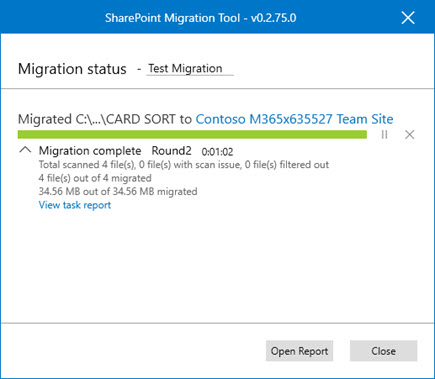 SharePoint Migration Tool - v0.2.75.0
Migration status - Test Migration
Migrated C:\...\CARD SORT to Contoso M365x635527 Team Site
Migration complete Round2 0:01:02
Total scanned 4 file(s), 0 file(s) with scan issue, 0 file(s) filtered out
4 file(s) out of 4 migrated
34.56 MB out of 34.56 MB migrated
View task report
Open Report Close